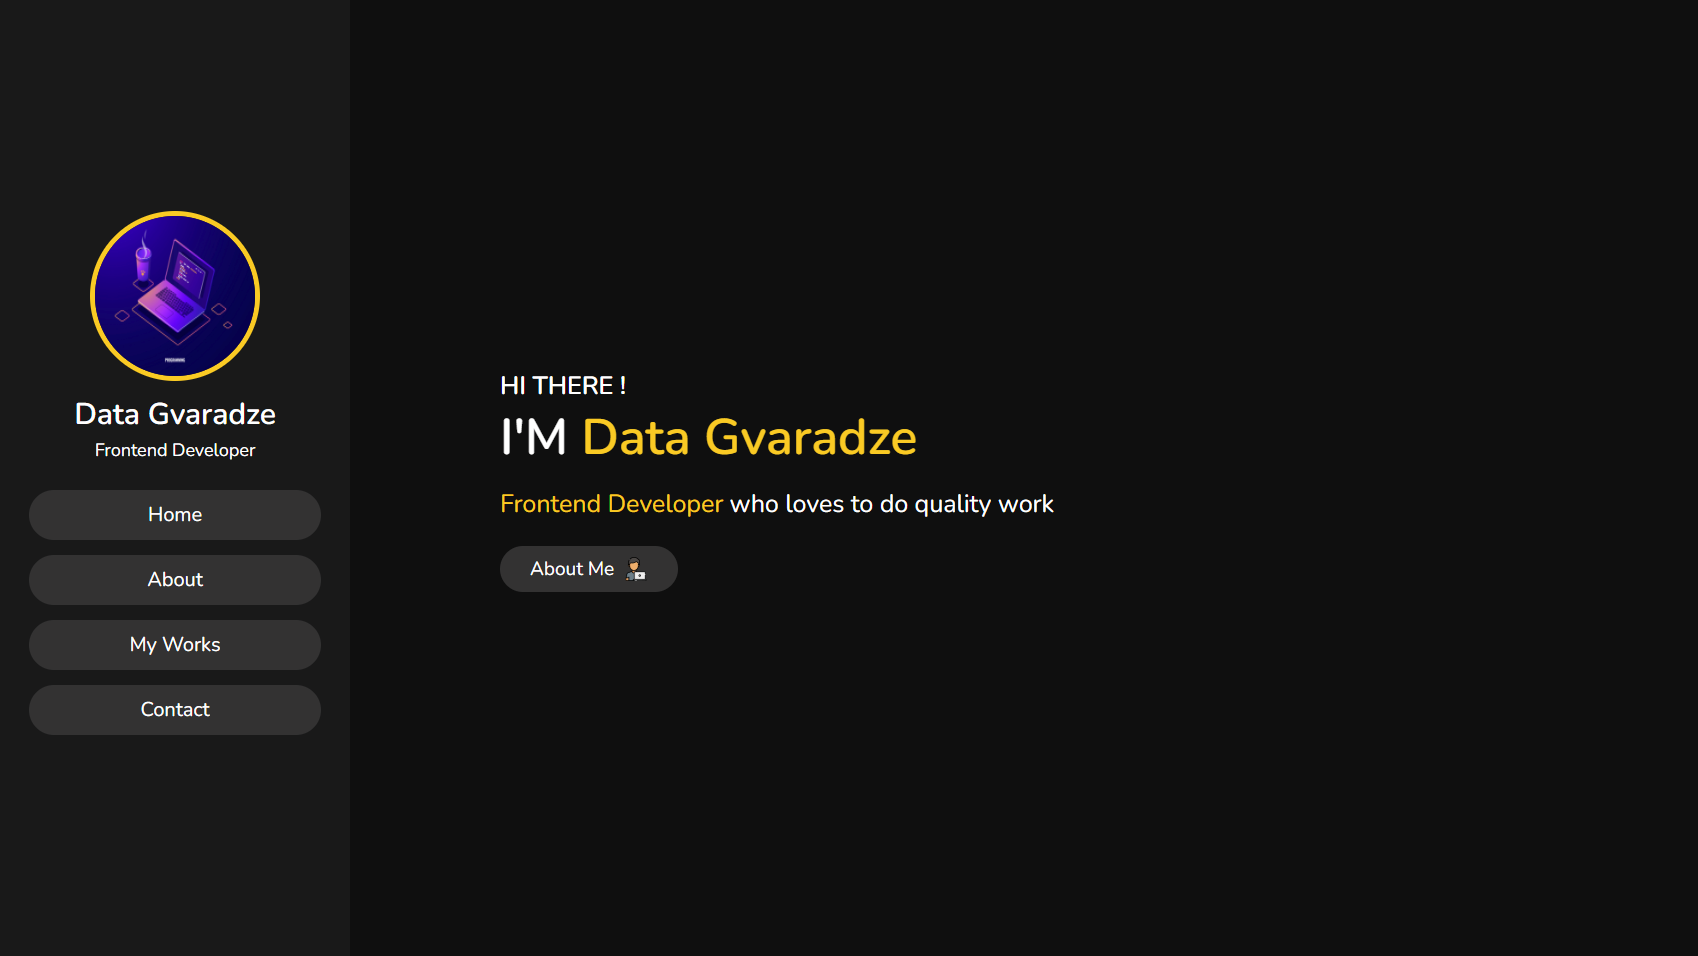 Data Gvaradze
Frontend Developer
Home
About
My Works
Contact
HI THERE !
I'M Data Gvaradze
Frontend Developer who loves to do quality work
About Me